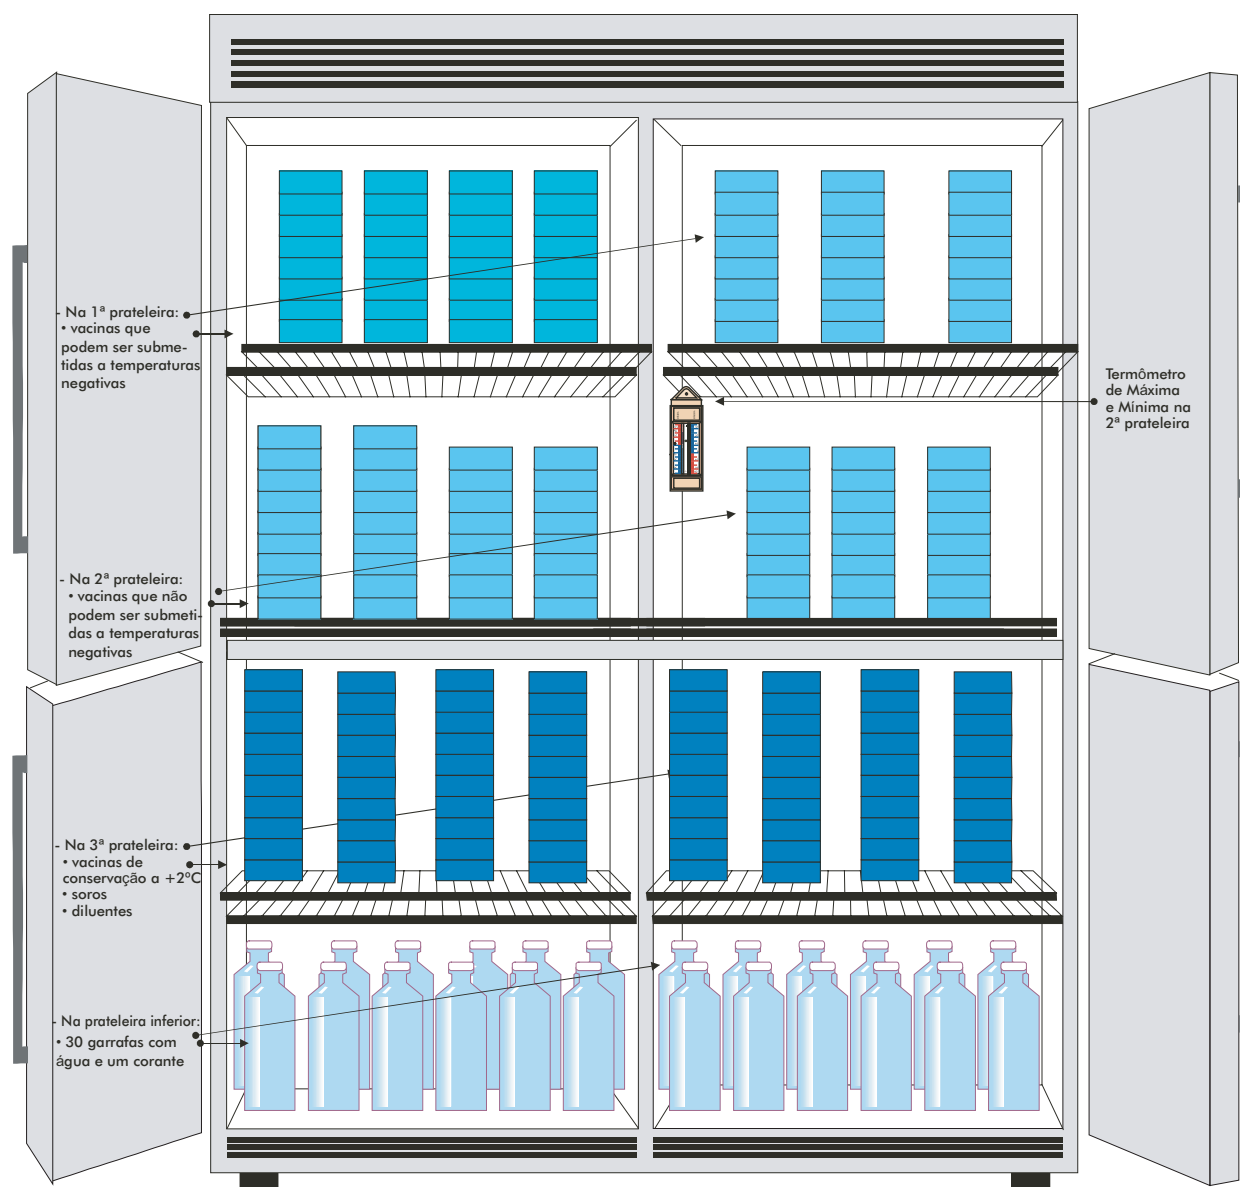 - Na 1ª prateleira:
• vacinas que
podem ser subme-
tidas a temperaturas
negativas
Termômetro
de Máxima
e Mínima na
2ª prateleira
- Na 2ª prateleira:
• vacinas que não
podem ser submeti-
das a temperaturas
negativas
- Na 3ª prateleira:
• vacinas de
conservação a +2ºC
• soros
• diluentes
- Na prateleira inferior:
• 30 garrafas com
água e um corante